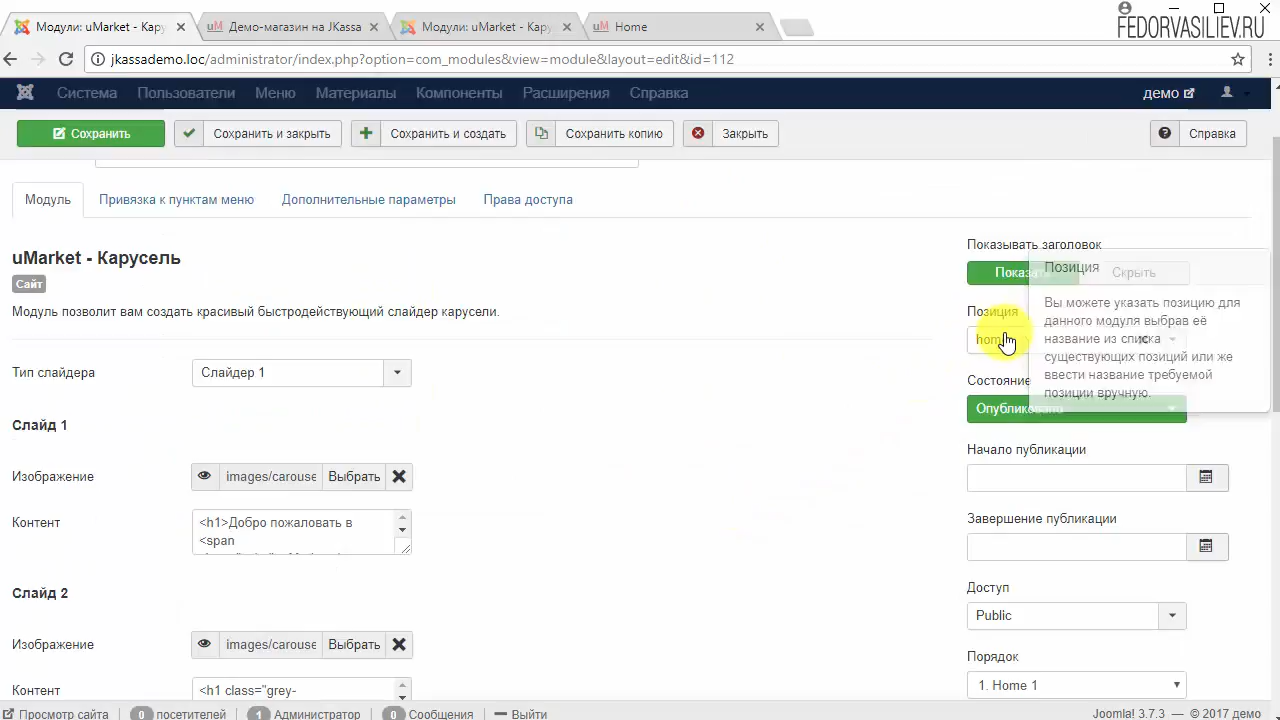 Модули: uMarket - Кару
Демо-магазин на JKassa
Модули: uMarket - Кару
Home
FEDORVASILIEV.RU
jkassademo.loc/administrator/index.php?option=com_modules&view=module&layout=edit&id=112
Система Пользователи Меню Материалы Компоненты Расширения Справка демо
Сохранить Сохранить и закрыть Сохранить и создать Сохранить копию Закрыть Справка
Модуль Привязка к пунктам меню Дополнительные параметры Права доступа
uMarket - Карусель
Сайт
Модуль позволит вам создать красивый быстродействующий слайдер карусели.
Тип слайдера Слайдер 1
Слайд 1
Изображение images/carouse Выбрать
Контент <h1>Добро пожаловать в
<span
Слайд 2
Изображение images/carouse Выбрать
Контент <h1 class="grey-
Показывать заголовок
Показать Скрыть
Позиция
Позиция
Вы можете указать позицию для
данного модуля выбрав её
название из списка
существующих позиций или же
ввести название требуемой
позиции вручную.
Состояние
Опубликовано
Начало публикации
Завершение публикации
Доступ
Public
Порядок
1. Home 1
Просмотр сайта 0 посетителей 1 Администратор 0 Сообщения Выйти
Joomla! 3.7.3 — © 2017 демо